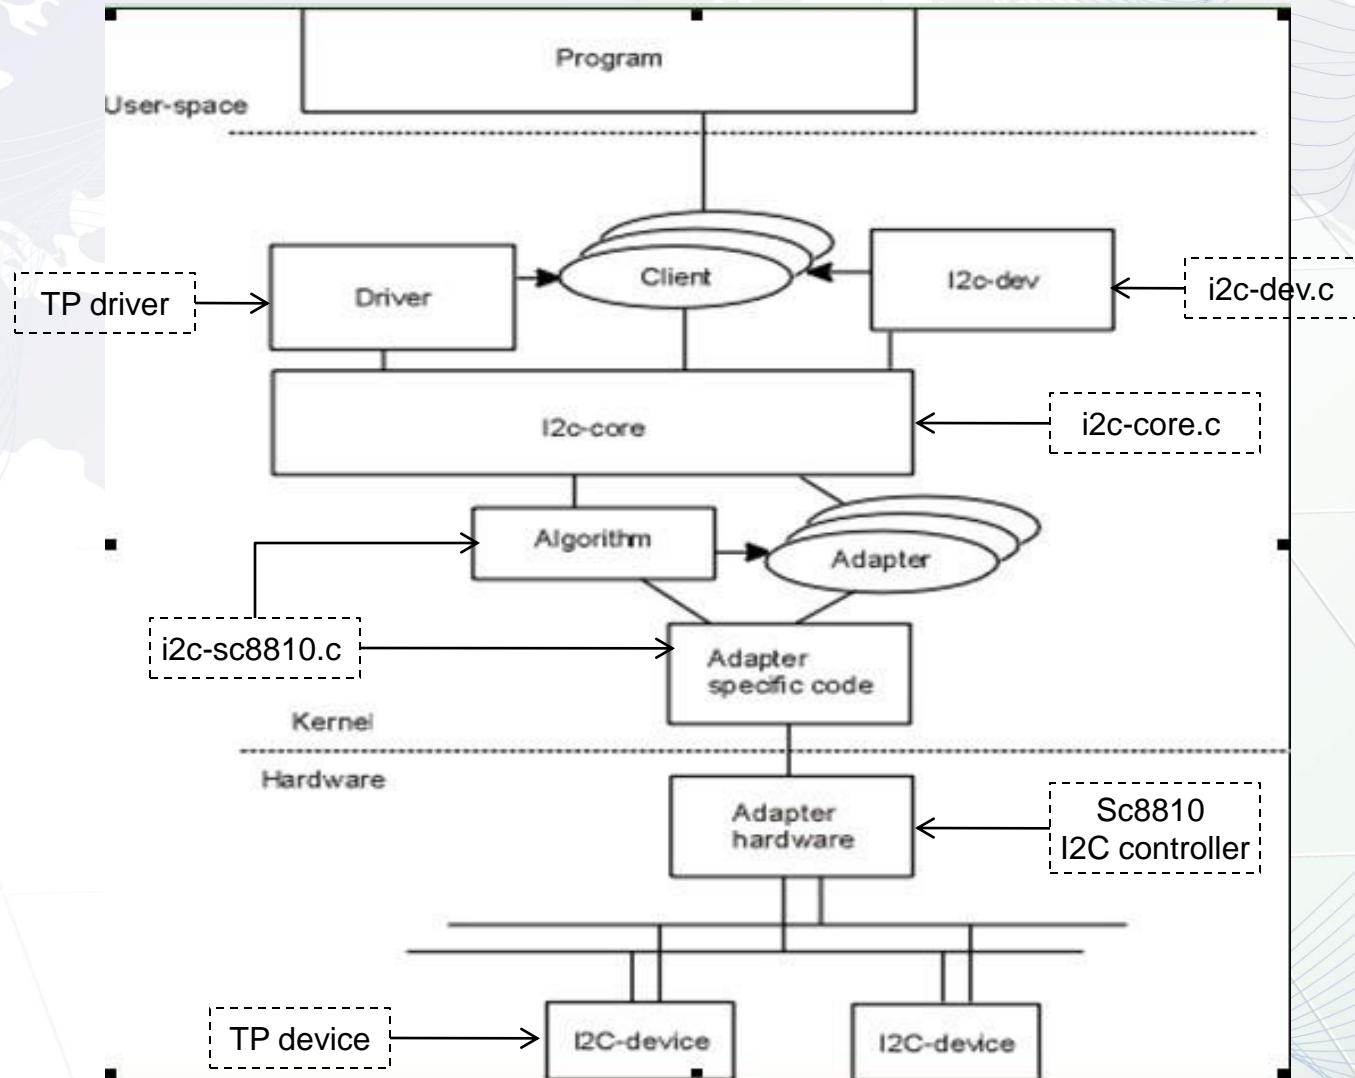 Program
User-space
Client
I2c-dev
i2c-dev.c
TP driver
Driver
I2c-core
i2c-core.c
Algorithm
Adapter
i2c-sc8810.c
Adapter
specific code
Kernel
Hardware
Adapter
hardware
Sc8810
I2C controller
TP device
I2C-device
I2C-device